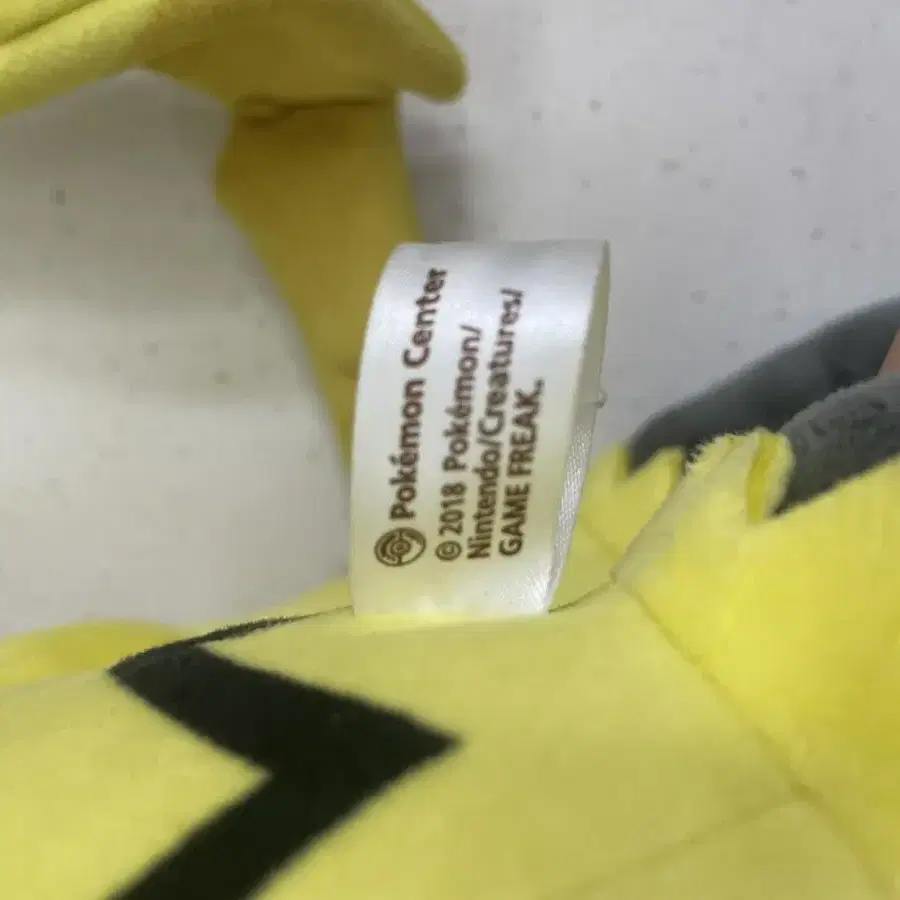 Pokémon Center
© 2018 Pokémon/
Nintendo/Creatures/
GAME FREAK.